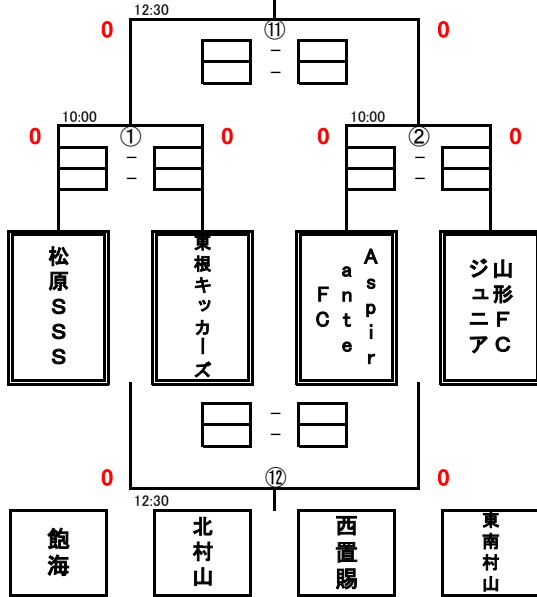 12:30
0 ⑪ 0
－
－
10:00 10:00
0 ① 0 0 ② 0
－ －
－ －
松原SSS
東根キッカーズ
Aspir
ante
FC
山形FC
ジュニア
－
－
0 ⑫ 0
12:30
飽海
北村山
西置賜
東南村山